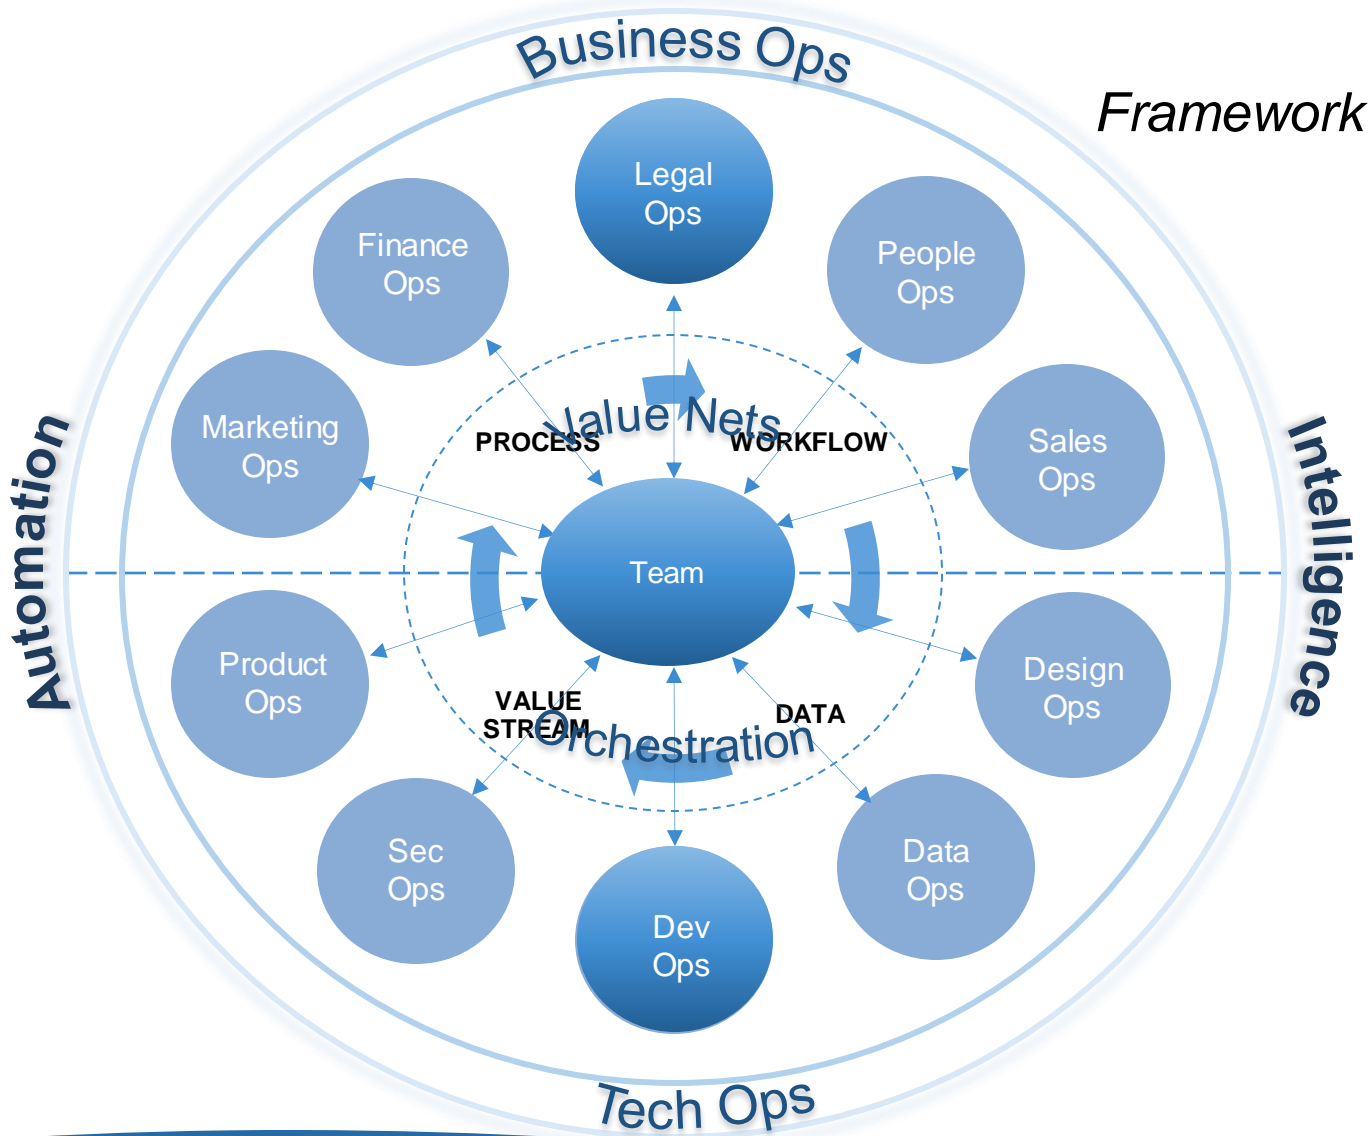 Business Ops
Framework
Legal
Ops
Finance
Ops
People
Ops
Marketing
Ops
Sales
Ops
Value Nets
PROCESS
WORKFLOW
Automation
Intelligence
Team
Product
Ops
Design
Ops
VALUE
STREAM
DATA
Orchestration
Sec
Ops
Data
Ops
Dev
Ops
Tech Ops